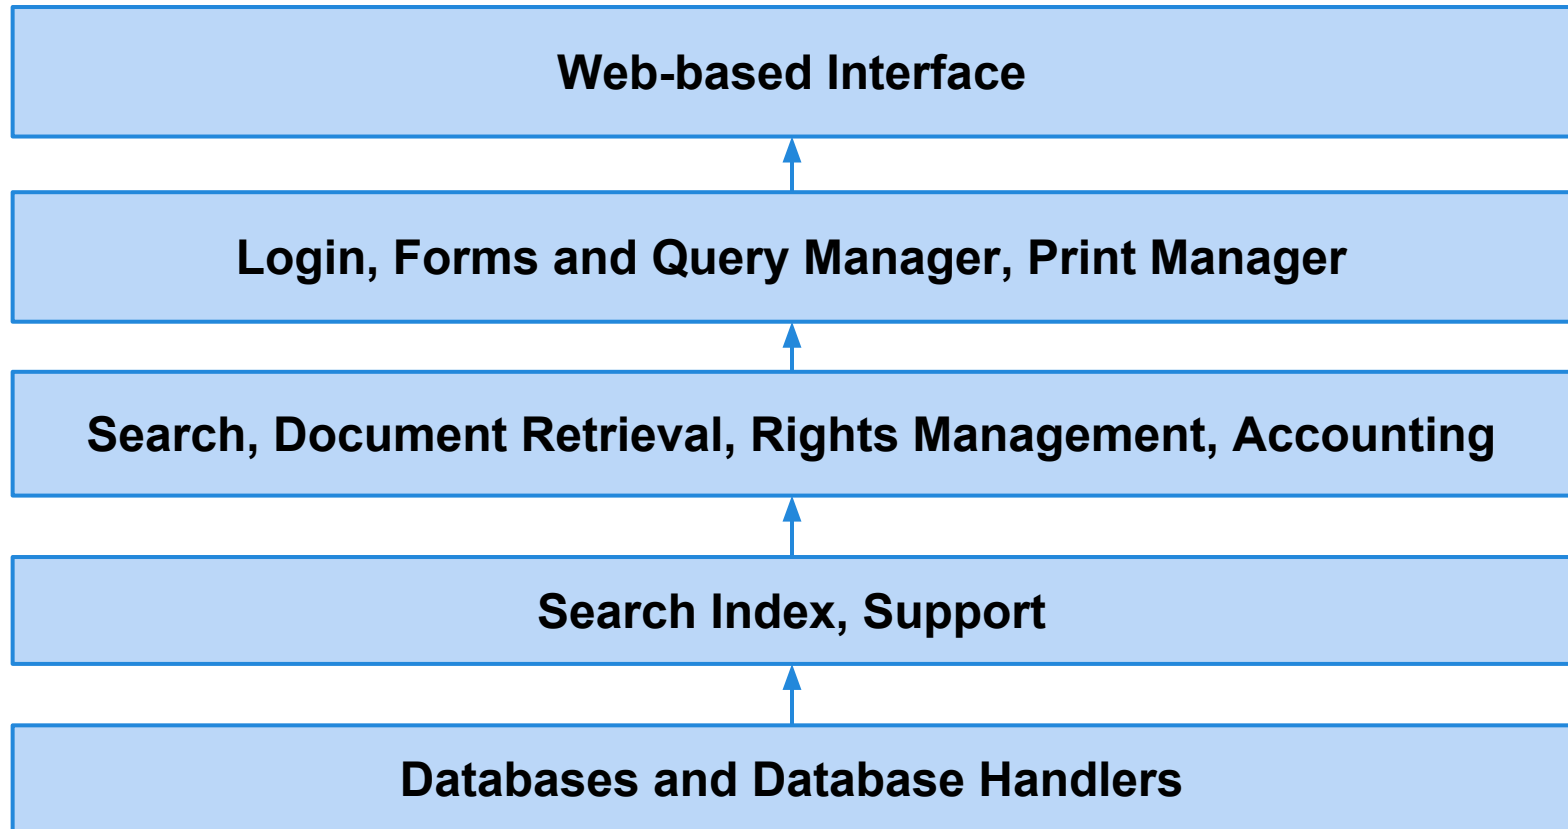 Web-based Interface
Login, Forms and Query Manager, Print Manager
Search, Document Retrieval, Rights Management, Accounting
Search Index, Support
Databases and Database Handlers